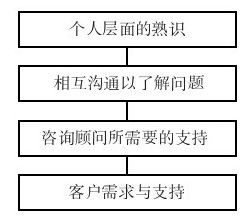 个人层面的熟识
相互沟通以了解问题
咨询顾问所需要的支持
客户需求与支持